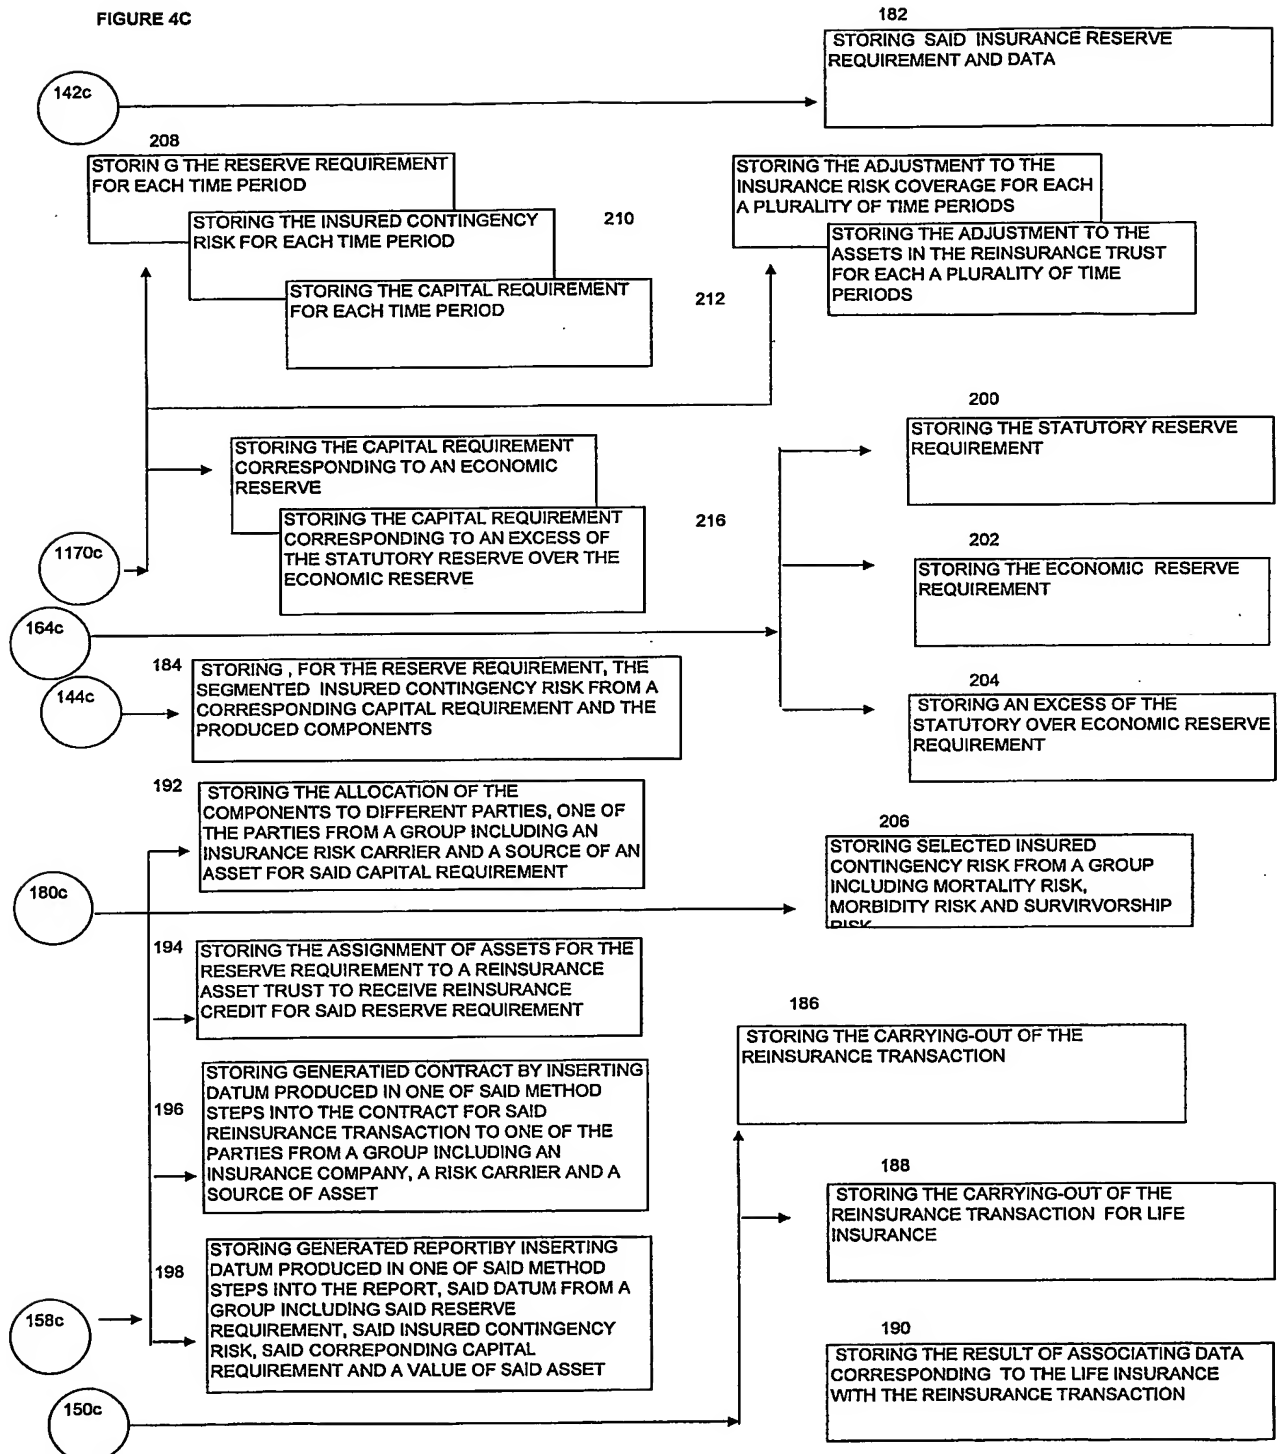 FIGURE 4C
182
STORING SAID INSURANCE RESERVE
REQUIREMENT AND DATA
142c
208
STORIN G THE RESERVE REQUIREMENT
FOR EACH TIME PERIOD
STORING THE INSURED CONTINGENCY
RISK FOR EACH TIME PERIOD
210
STORING THE CAPITAL REQUIREMENT
FOR EACH TIME PERIOD
212
STORING THE ADJUSTMENT TO THE
INSURANCE RISK COVERAGE FOR EACH
A PLURALITY OF TIME PERIODS
STORING THE ADJUSTMENT TO THE
ASSETS IN THE REINSURANCE TRUST
FOR EACH A PLURALITY OF TIME
PERIODS
STORING THE CAPITAL REQUIREMENT
CORRESPONDING TO AN ECONOMIC
RESERVE
STORING THE CAPITAL REQUIREMENT
CORRESPONDING TO AN EXCESS OF
THE STATUTORY RESERVE OVER THE
ECONOMIC RESERVE
216
1170c
200
STORING THE STATUTORY RESERVE
REQUIREMENT
202
STORING THE ECONOMIC RESERVE
REQUIREMENT
164c
204
STORING AN EXCESS OF THE
STATUTORY OVER ECONOMIC RESERVE
REQUIREMENT
144c
184
STORING , FOR THE RESERVE REQUIREMENT, THE
SEGMENTED INSURED CONTINGENCY RISK FROM A
CORRESPONDING CAPITAL REQUIREMENT AND THE
PRODUCED COMPONENTS
192
STORING THE ALLOCATION OF THE
COMPONENTS TO DIFFERENT PARTIES, ONE OF
THE PARTIES FROM A GROUP INCLUDING AN
INSURANCE RISK CARRIER AND A SOURCE OF AN
ASSET FOR SAID CAPITAL REQUIREMENT
180c
206
STORING SELECTED INSURED
CONTINGENCY RISK FROM A GROUP
INCLUDING MORTALITY RISK,
MORBIDITY RISK AND SURVIRVORSHIP
RISK
194
STORING THE ASSIGNMENT OF ASSETS FOR THE
RESERVE REQUIREMENT TO A REINSURANCE
ASSET TRUST TO RECEIVE REINSURANCE
CREDIT FOR SAID RESERVE REQUIREMENT
196
STORING GENERATIED CONTRACT BY INSERTING
DATUM PRODUCED IN ONE OF SAID METHOD
STEPS INTO THE CONTRACT FOR SAID
REINSURANCE TRANSACTION TO ONE OF THE
PARTIES FROM A GROUP INCLUDING AN
INSURANCE COMPANY, A RISK CARRIER AND A
SOURCE OF ASSET
186
STORING THE CARRYING-OUT OF THE
REINSURANCE TRANSACTION
188
STORING THE CARRYING-OUT OF THE
REINSURANCE TRANSACTION FOR LIFE
INSURANCE
198
STORING GENERATED REPORTIBY INSERTING
DATUM PRODUCED IN ONE OF SAID METHOD
STEPS INTO THE REPORT, SAID DATUM FROM A
GROUP INCLUDING SAID RESERVE
REQUIREMENT, SAID INSURED CONTINGENCY
RISK, SAID CORREPONDING CAPITAL
REQUIREMENT AND A VALUE OF SAID ASSET
158c
190
STORING THE RESULT OF ASSOCIATING DATA
CORRESPONDING TO THE LIFE INSURANCE
WITH THE REINSURANCE TRANSACTION
150c